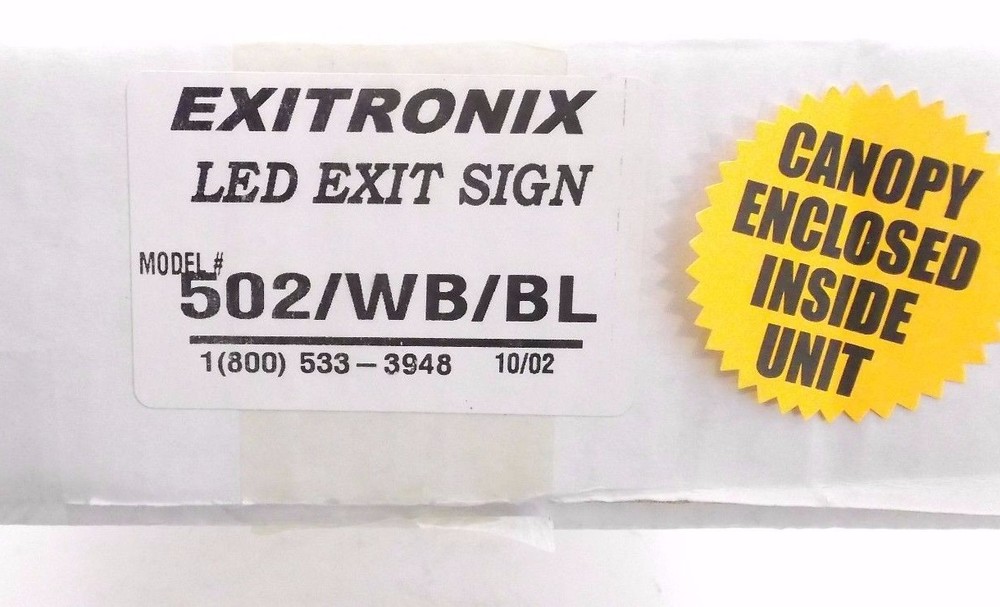 EXITRONIX
LED EXIT SIGN
MODEL #
502/WB/BL
1(800) 533-3948 10/02
CANOPY
ENCLOSED
INSIDE
UNIT